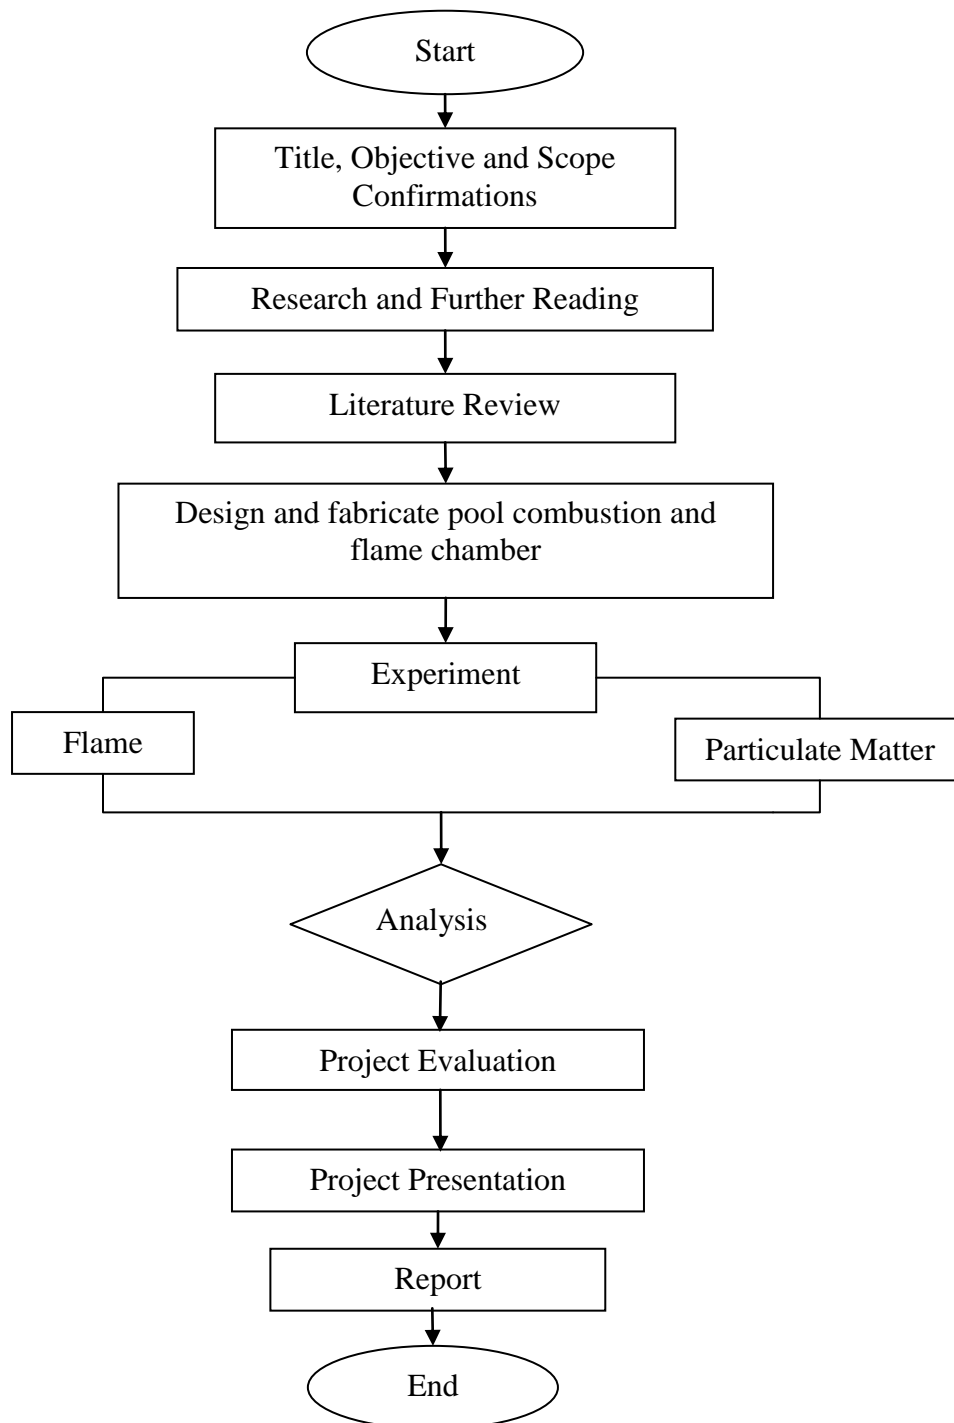 Start
Title, Objective and Scope
Confirmations
Research and Further Reading
Literature Review
Design and fabricate pool combustion and
flame chamber
Experiment
Flame
Particulate Matter
Analysis
Project Evaluation
Project Presentation
Report
End